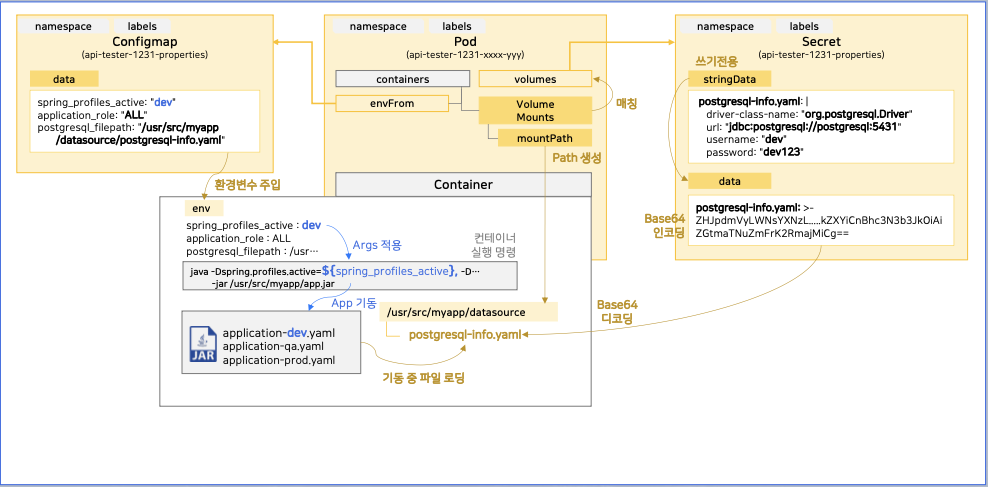 namespace labels
Configmap
(api-tester-1231-properties)
data
spring_profiles_active: "dev"
application_role: "ALL"
postgresql_filepath: "/usr/src/myapp
/datasource/postgresql-info.yaml"
환경변수 주입
namespace labels
Pod
(api-tester-1231-xxxx-yyy)
containers
envFrom
volumes
Volume
Mounts
mountPath
매칭
Path 생성
namespace labels
Secret
(api-tester-1231-properties)
쓰기전용
stringData
postgresql-info.yaml: |
driver-class-name: "org.postgresql.Driver"
url: "jdbc:postgresql://postgresql:5431"
username: "dev"
password: "dev123"
data
Base64
인코딩
postgresql-info.yaml: >-
ZHJpdmVyLWNsYXNzL.....kZXYiCnBhc3N3b3JkOiAi
ZGtmaTNuZmFrK2RmajMiCg==
Container
env
spring_profiles_active : dev
application_role : ALL
postgresql_filepath : /usr…
Args 적용
컨테이너
실행 명령
java -Dspring.profiles.active=${spring_profiles_active}, -D…
-jar /usr/src/myapp/app.jar
App 기동
JAR
application-dev.yaml
application-qa.yaml
application-prod.yaml
/usr/src/myapp/datasource
postgresql-info.yaml
기동 중 파일 로딩
Base64
디코딩